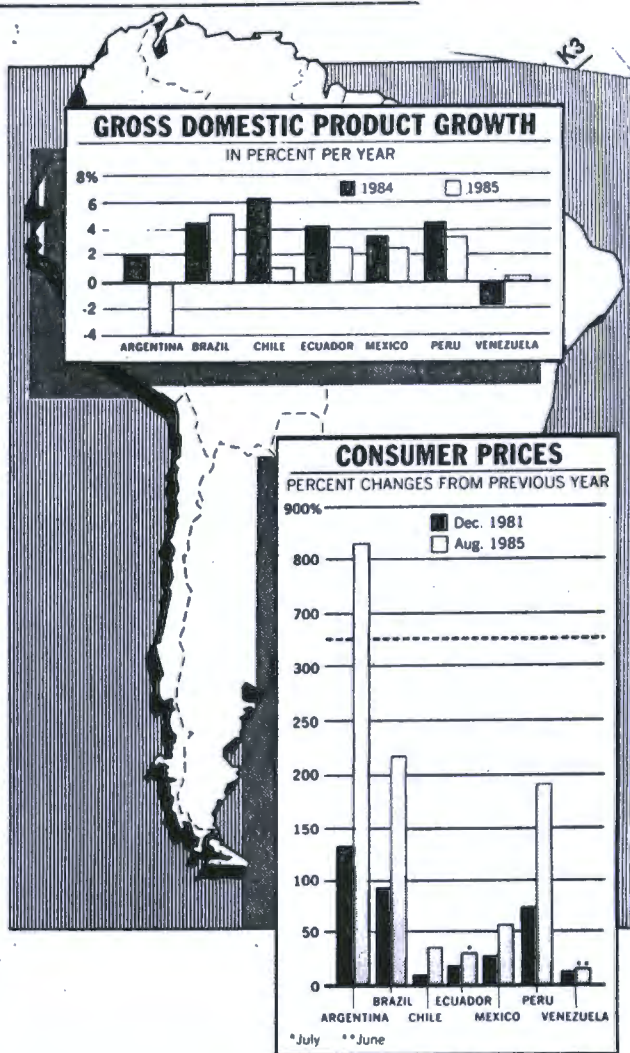 K3
GROSS DOMESTIC PRODUCT GROWTH
IN PERCENT PER YEAR
8%
1984 1985
6
4
2
0
-2
-4
ARGENTINA BRAZIL CHILE ECUADOR MEXICO PERU VENEZUELA
CONSUMER PRICES
PERCENT CHANGES FROM PREVIOUS YEAR
900%
Dec. 1981
Aug. 1985
800
700
300
250
200
150
100
50
0
* **
BRAZIL ECUADOR PERU
ARGENTINA CHILE MEXICO VENEZUELA
*July **June